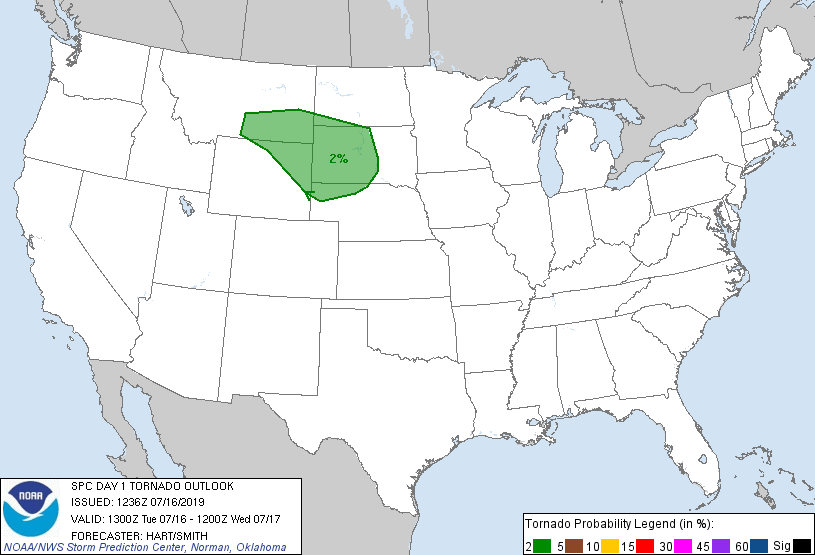 2%
NOAA
SPC DAY 1 TORNADO OUTLOOK
ISSUED: 1236Z 07/16/2019
VALID: 1300Z Tue 07/16 - 1200Z Wed 07/17
FORECASTER: HART/SMITH
NOAA/NWS Storm Prediction Center, Norman, Oklahoma
Tornado Probability Legend (in %):
2 5 10 15 30 45 60 Sig